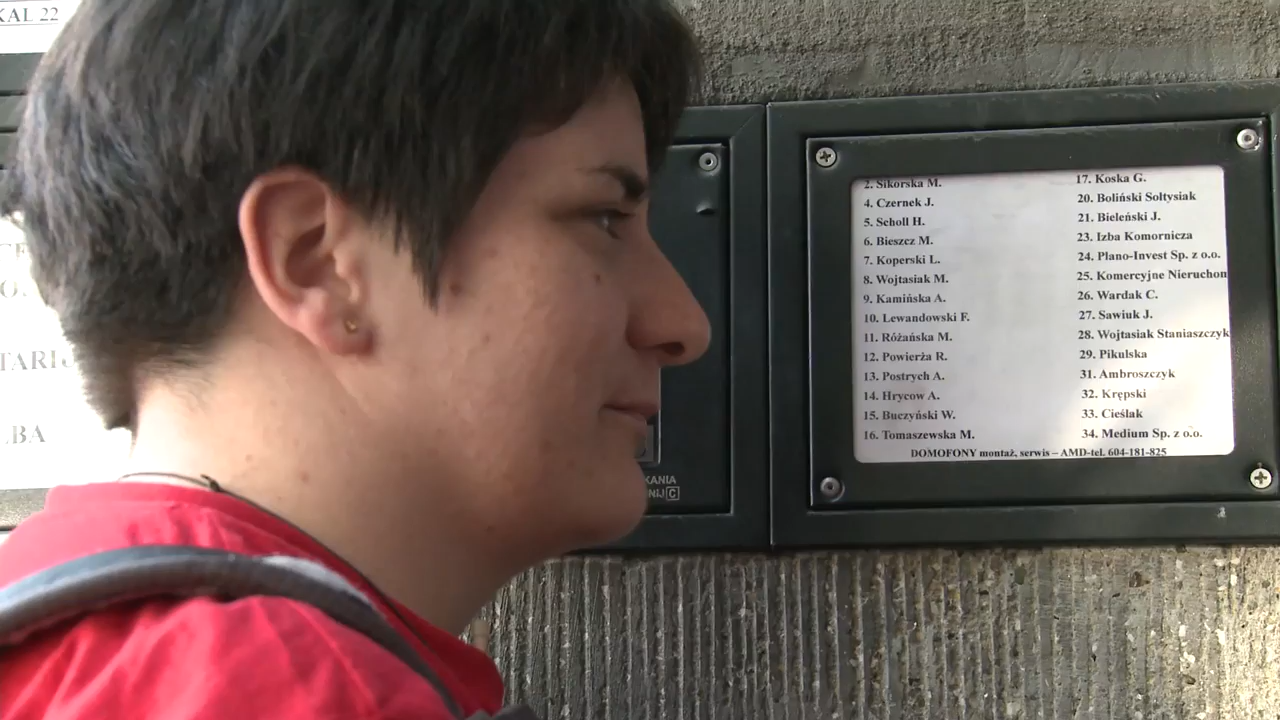 KAL 22
LBA
KANIA
C
2. Sikorska M.
4. Czernek J.
5. Scholl H.
6. Bieszcz M.
7. Koperski L.
8. Wojtasiak M.
9. Kamińska A.
10. Lewandowski F.
11. Różańska M.
12. Powierża R.
13. Postrych A.
14. Hrycow A.
15. Buczyński W.
16. Tomaszewska M.
17. Koska G.
20. Boliński Sołtysiak
21. Bieleński J.
23. Izba Komornicza
24. Plano-Invest Sp. z o.o.
25. Komercyjne Nieruchom
26. Wardak C.
27. Sawiuk J.
28. Wojtasiak Staniaszczyk
29. Pikulska
31. Ambroszczyk
32. Krępski
33. Cieślak
34. Medium Sp. z o.o.
DOMOFONY montaż, serwis – AMD-tel. 604-181-825